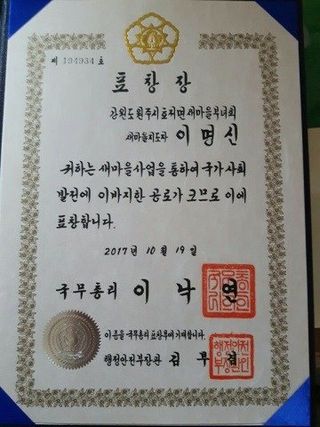 제 194934 호
표 창 장
강원도 원주시 호저면 새마을부녀회
새마을지도자 이 명 신
귀하는 새마을사업을 통하여 국가사회
발전에 이바지한 공로가 크므로 이에
표창합니다.
2017년 10월 19일
국무총리 이 낙 연
이 증을 국무총리 표창부에 기재합니다.
행정안전부장관 김 부 겸